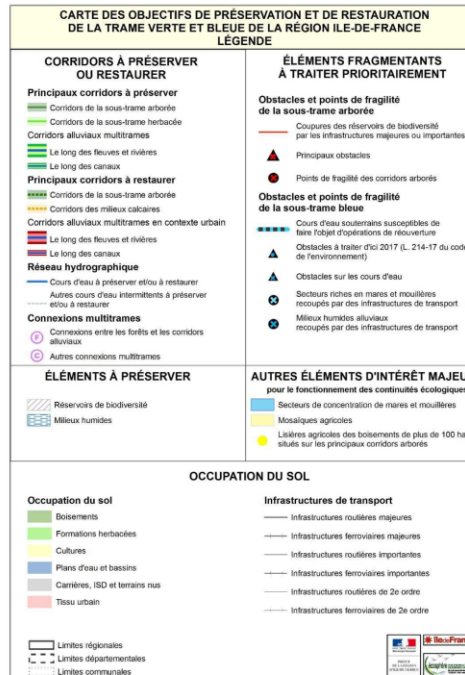 CARTE DES OBJECTIFS DE PRÉSERVATION ET DE RESTAURATION
DE LA TRAME VERTE ET BLEUE DE LA RÉGION ILE-DE-FRANCE
LÉGENDE
CORRIDORS À PRÉSERVER
OU RESTAURER
Principaux corridors à préserver
Corridors de la sous-trame arborée
Corridors de la sous-trame herbacée
Corridors alluviaux multitrames
Le long des fleuves et rivières
Le long des canaux
Principaux corridors à restaurer
Corridors de la sous-trame arborée
Corridors des milieux calcaires
Corridors alluviaux multitrames en contexte urbain
Le long des fleuves et rivières
Le long des canaux
Réseau hydrographique
Cours d'eau à préserver et/ou à restaurer
Autres cours d'eau intermittents à préserver
et/ou à restaurer
Connexions multitrames
F
Connexions entre les forêts et les corridors
alluviaux
C
Autres connexions multitrames
ÉLÉMENTS FRAGMENTANTS
À TRAITER PRIORITAIREMENT
Obstacles et points de fragilité
de la sous-trame arborée
Coupures des réservoirs de biodiversité
par les infrastructures majeures ou importantes
Principaux obstacles
Points de fragilité des corridors arborés
Obstacles et points de fragilité
de la sous-trame bleue
Cours d'eau souterrains susceptibles de
faire l'objet d'opérations de réouverture
Obstacles à traiter d'ici 2017 (L. 214-17 du code
de l'environnement)
Obstacles sur les cours d'eau
Secteurs riches en mares et mouillères
recoupés par des infrastructures de transport
Milieux humides alluviaux
recoupés par des infrastructures de transport
ÉLÉMENTS À PRÉSERVER
Réservoirs de biodiversité
Milieux humides
AUTRES ÉLÉMENTS D'INTÉRÊT MAJEU
pour le fonctionnement des continuités écologiques
Secteurs de concentration de mares et mouillères
Mosaïques agricoles
Lisières agricoles des boisements de plus de 100 ha
situés sur les principaux corridors arborés
OCCUPATION DU SOL
Occupation du sol
Boisements
Formations herbacées
Cultures
Plans d'eau et bassins
Carrières, ISD et terrains nus
Tissu urbain
Infrastructures de transport
Infrastructures routières majeures
Infrastructures ferroviaires majeures
Infrastructures routières importantes
Infrastructures ferroviaires importantes
Infrastructures routières de 2e ordre
Infrastructures ferroviaires de 2e ordre
Limites régionales
Limites départementales
Limites communales